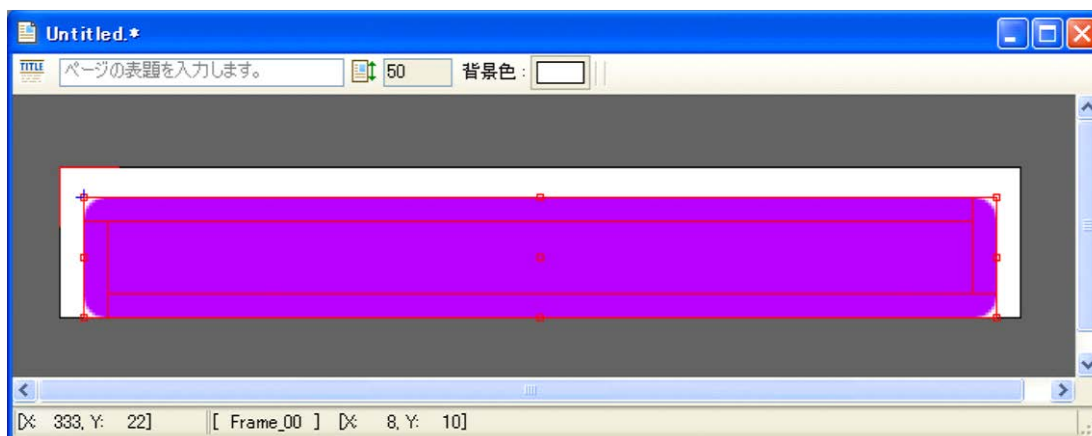 Untitled.*
TITLE ページの表題を入力します。 50 背景色 :
[X: 333, Y: 22] [ Frame_00 ] [X: 8, Y: 10]